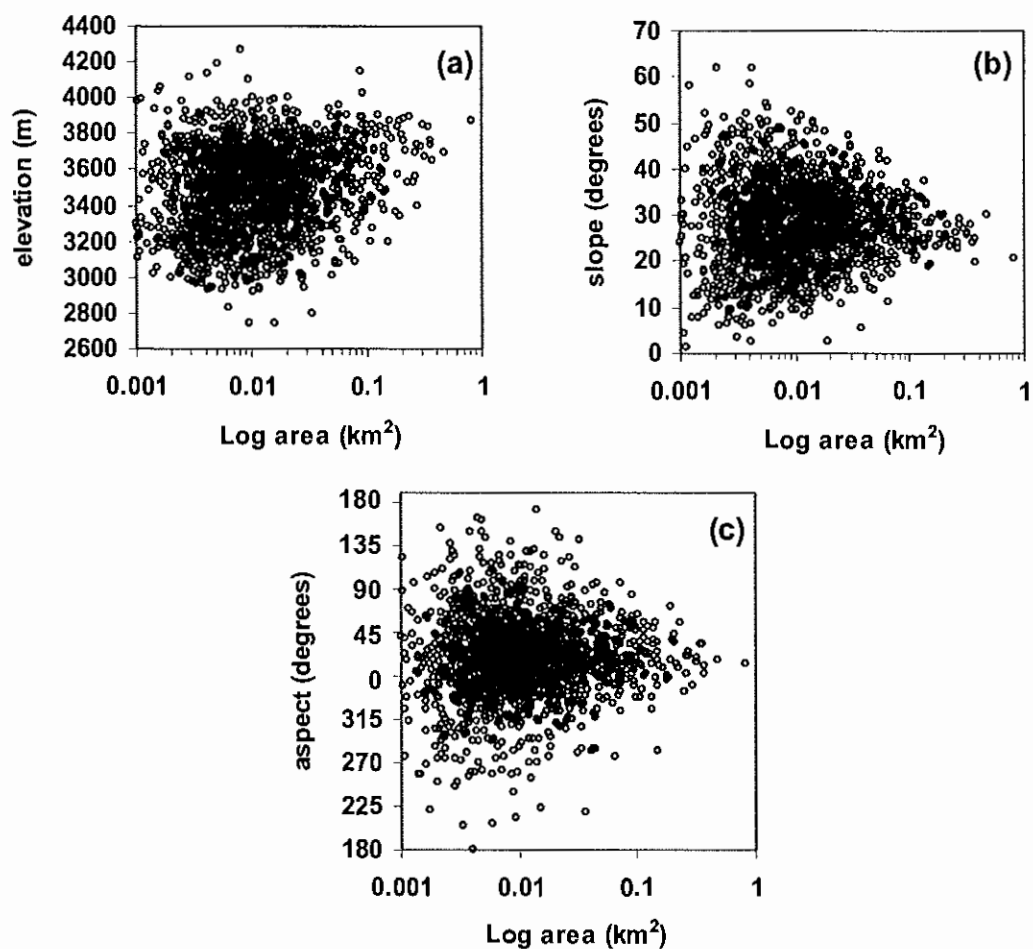 4400
4200
4000
3800
3600
3400
3200
3000
2800
2600
elevation (m)
(a)
0.001 0.01 0.1 1
Log area (km²)
70
60
50
40
30
20
10
0
slope (degrees)
(b)
0.001 0.01 0.1 1
Log area (km²)
180
135
90
45
0
315
270
225
180
aspect (degrees)
(c)
0.001 0.01 0.1 1
Log area (km²)